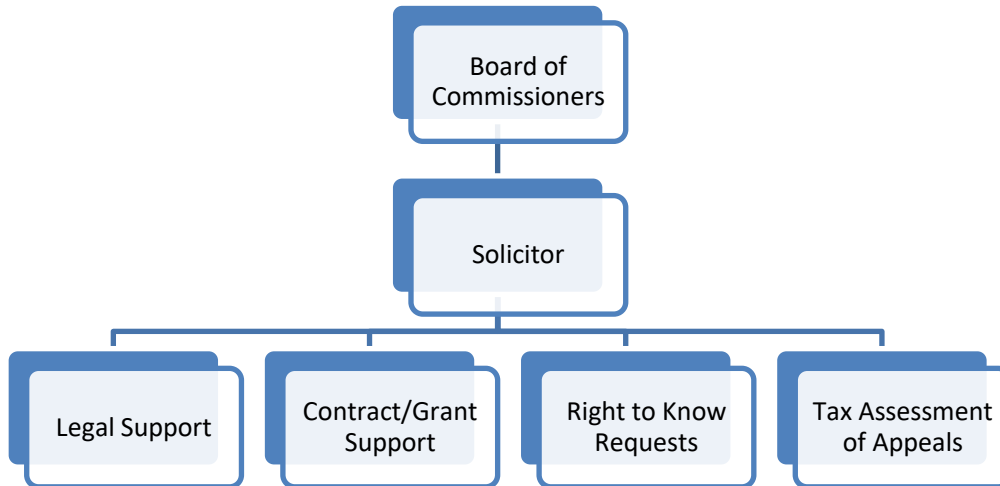 Board of
Commissioners
Solicitor
Legal Support
Contract/Grant
Support
Right to Know
Requests
Tax Assessment
of Appeals